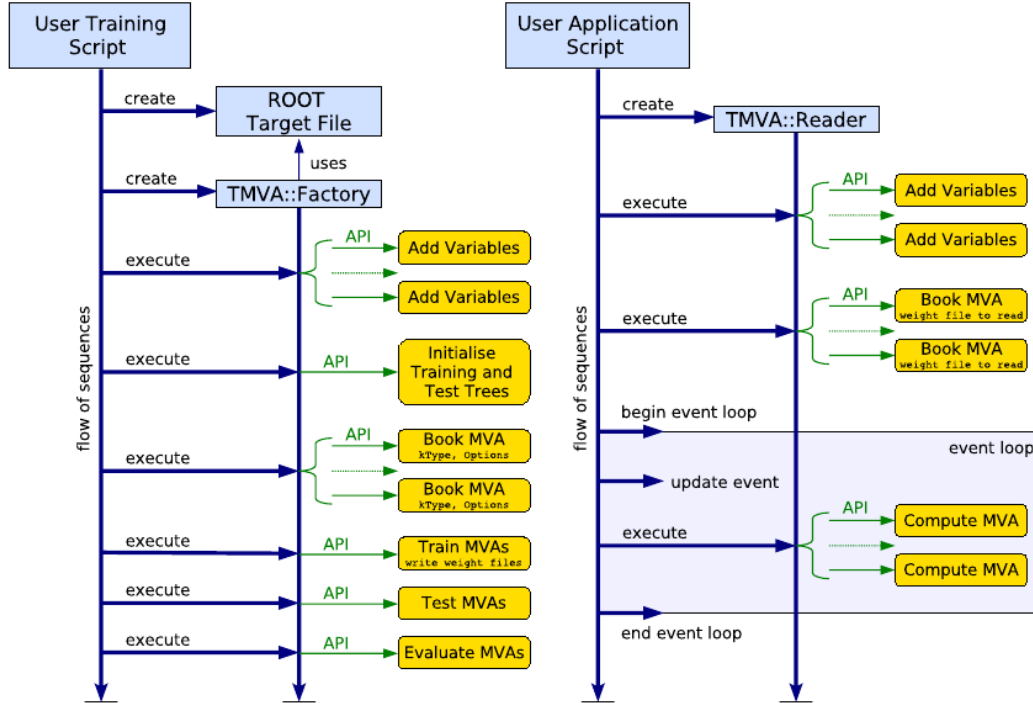 User Training
Script
create
ROOT
Target File
uses
create
TMVA::Factory
API
execute
Add Variables
Add Variables
flow of sequences
execute
API
Initialise
Training and
Test Trees
API
execute
Book MVA
kType, Options
Book MVA
kType, Options
execute
API
Train MVAs
write weight files
execute
API
Test MVAs
execute
API
Evaluate MVAs
User Application
Script
create
TMVA::Reader
API
execute
Add Variables
Add Variables
API
execute
Book MVA
weight file to read
Book MVA
weight file to read
flow of sequences
begin event loop
event loop
update event
API
execute
Compute MVA
Compute MVA
end event loop